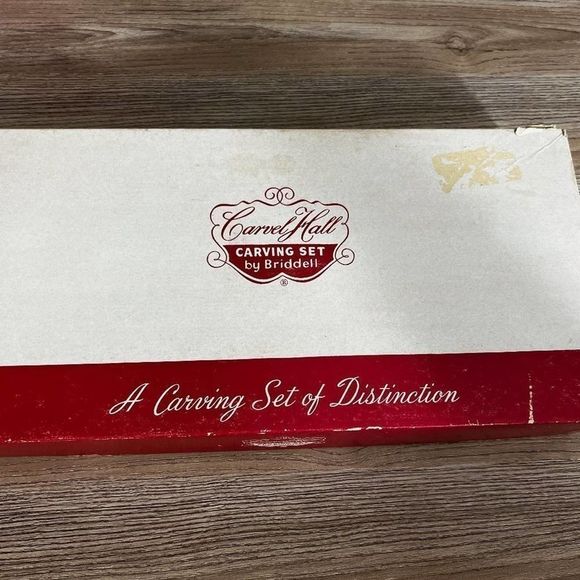 Carvel Hall
CARVING SET
by Briddell
®
A Carving Set of Distinction